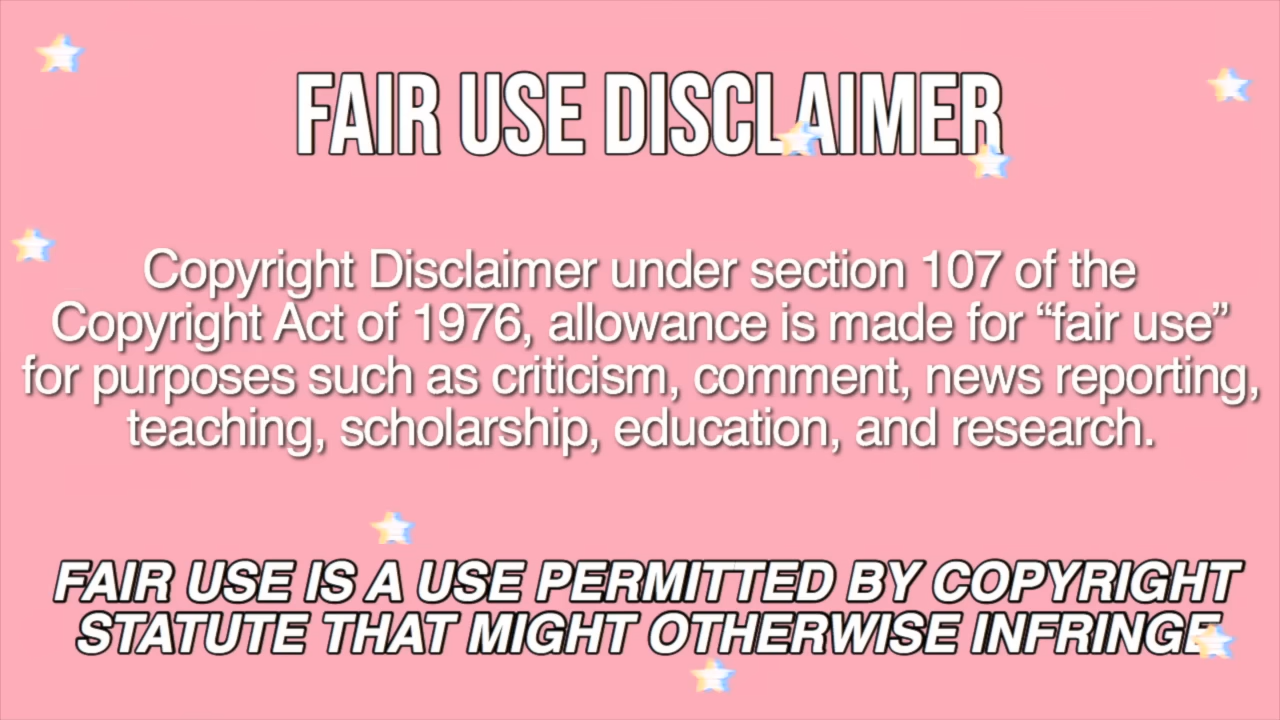 FAIR USE DISCLAIMER
Copyright Disclaimer under section 107 of the
Copyright Act of 1976, allowance is made for “fair use”
for purposes such as criticism, comment, news reporting,
teaching, scholarship, education, and research.
FAIR USE IS A USE PERMITTED BY COPYRIGHT
STATUTE THAT MIGHT OTHERWISE INFRINGE